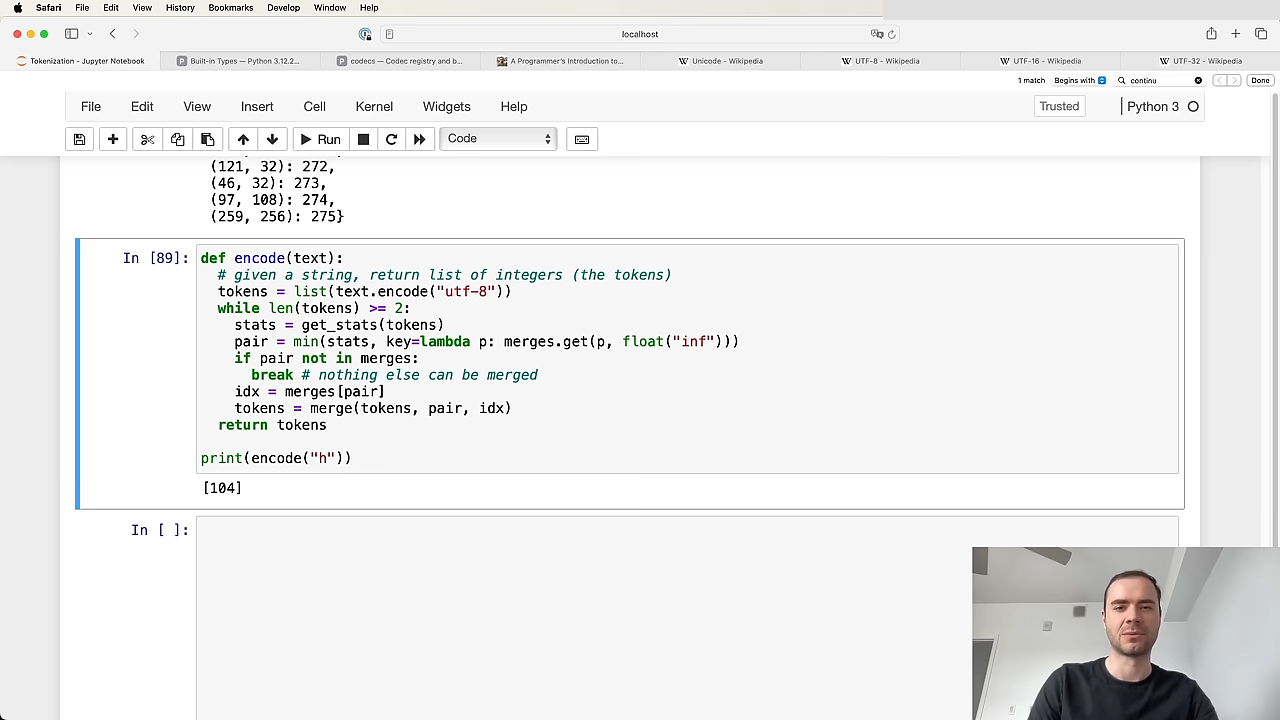 Safari File Edit View History Bookmarks Develop Window Help
localhost
Tokenization - Jupyter Notebook
Built-in Types — Python 3.12.2...
codecs — Codec registry and b...
A Programmer's Introduction to...
Unicode - Wikipedia
UTF-8 - Wikipedia
UTF-16 - Wikipedia
UTF-32 - Wikipedia
1 match Begins with continu Done
File Edit View Insert Cell Kernel Widgets Help Trusted Python 3
Run Code
(121, 32): 272,
(46, 32): 273,
(97, 108): 274,
(259, 256): 275}
In [89]: def encode(text):
  # given a string, return list of integers (the tokens)
  tokens = list(text.encode("utf-8"))
  while len(tokens) >= 2:
    stats = get_stats(tokens)
    pair = min(stats, key=lambda p: merges.get(p, float("inf")))
    if pair not in merges:
      break # nothing else can be merged
    idx = merges[pair]
    tokens = merge(tokens, pair, idx)
  return tokens
print(encode("h"))
[104]
In [ ]: